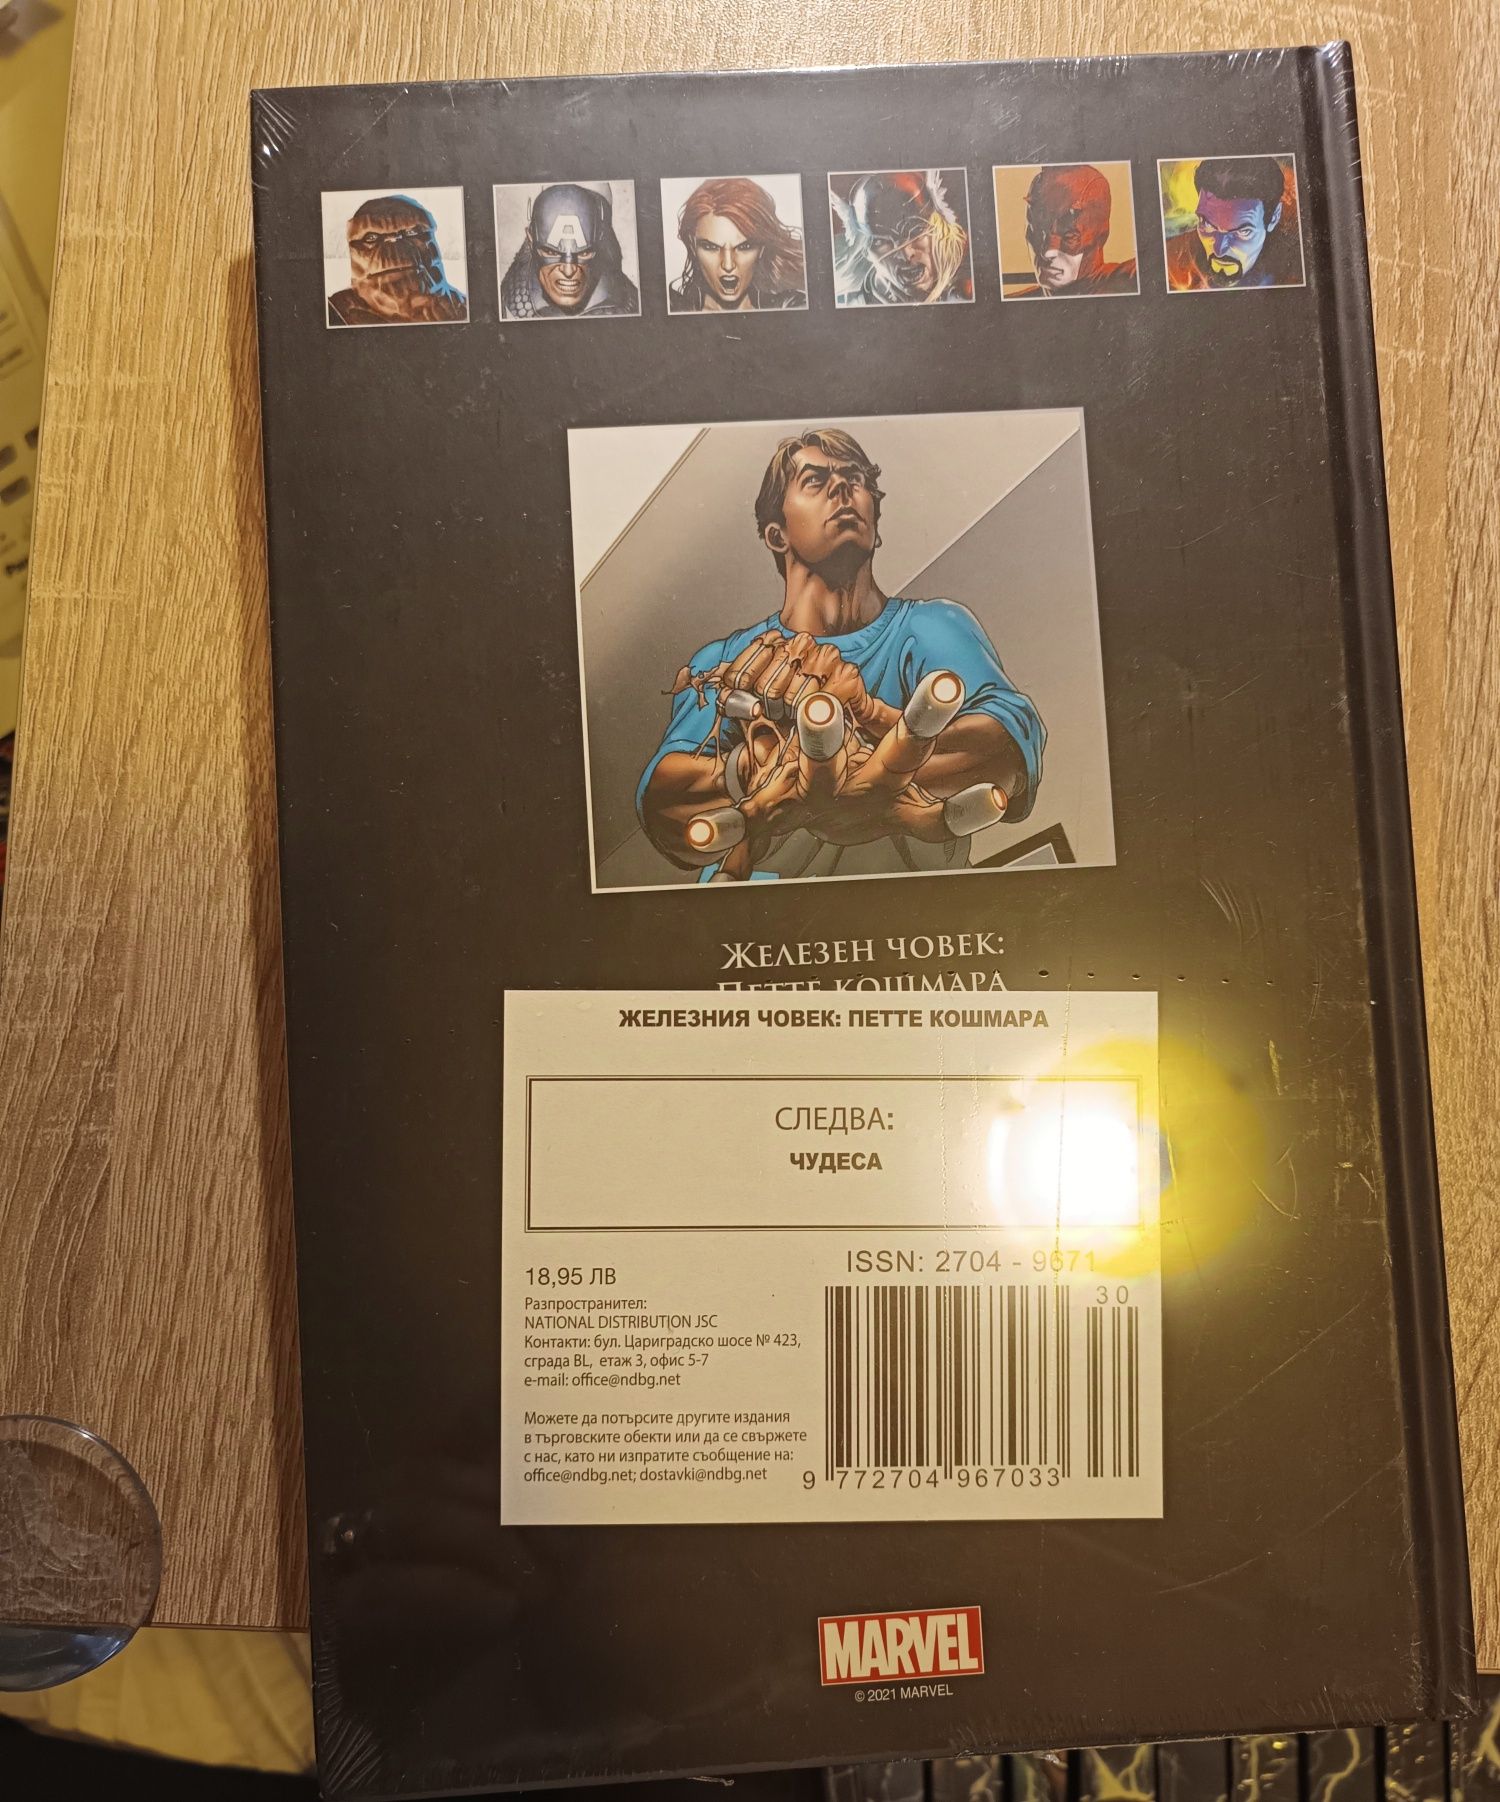 ЖЕЛЕЗЕН ЧОВЕК:
ПЕТТЕ КОШМАРА
ЖЕЛЕЗНИЯ ЧОВЕК: ПЕТТЕ КОШМАРА
СЛЕДВА:
ЧУДЕСА
18,95 ЛВ
Разпространител:
NATIONAL DISTRIBUTION JSC
Контакти: бул. Цариградско шосе № 423,
сграда BL, етаж 3, офис 5-7
e-mail: office@ndbg.net
Можете да потърсите другите издания
в търговските обекти или да се свържете
с нас, като ни изпратите съобщение на:
office@ndbg.net; dostavki@ndbg.net
ISSN: 2704 - 9671
30
9 772704 967033
MARVEL
© 2021 MARVEL